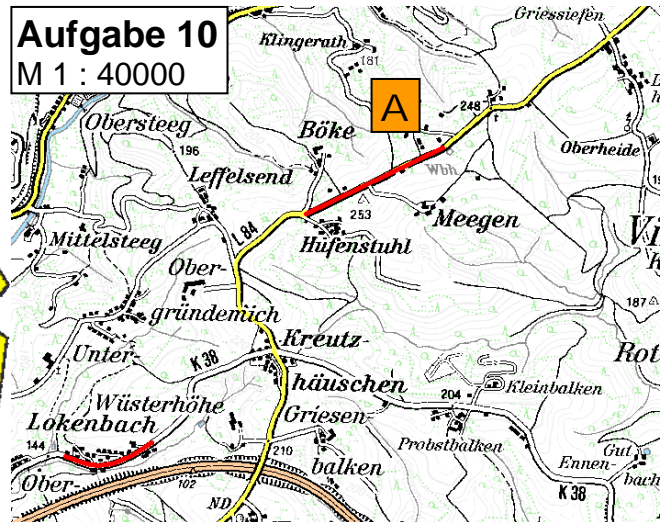 Aufgabe 10
M 1 : 40000
Griessiefen
Klingerath
181
A
248
Obersteeg
Böke
196
Oberheide
Leffelsend
Wbh.
253
Meegen
L 84
Hufenstuhl
Mittelsteeg
Ober-
gründemich
187
Kreutz-
Unter-
K 38
häuschen
Rot
204
Kleinbalken
Wüsterhöhe
Lokenbach
Griesen
Probstbalken
144
210
balken
Gut
Ennen-
bach
Ober-
102
K 38
ND